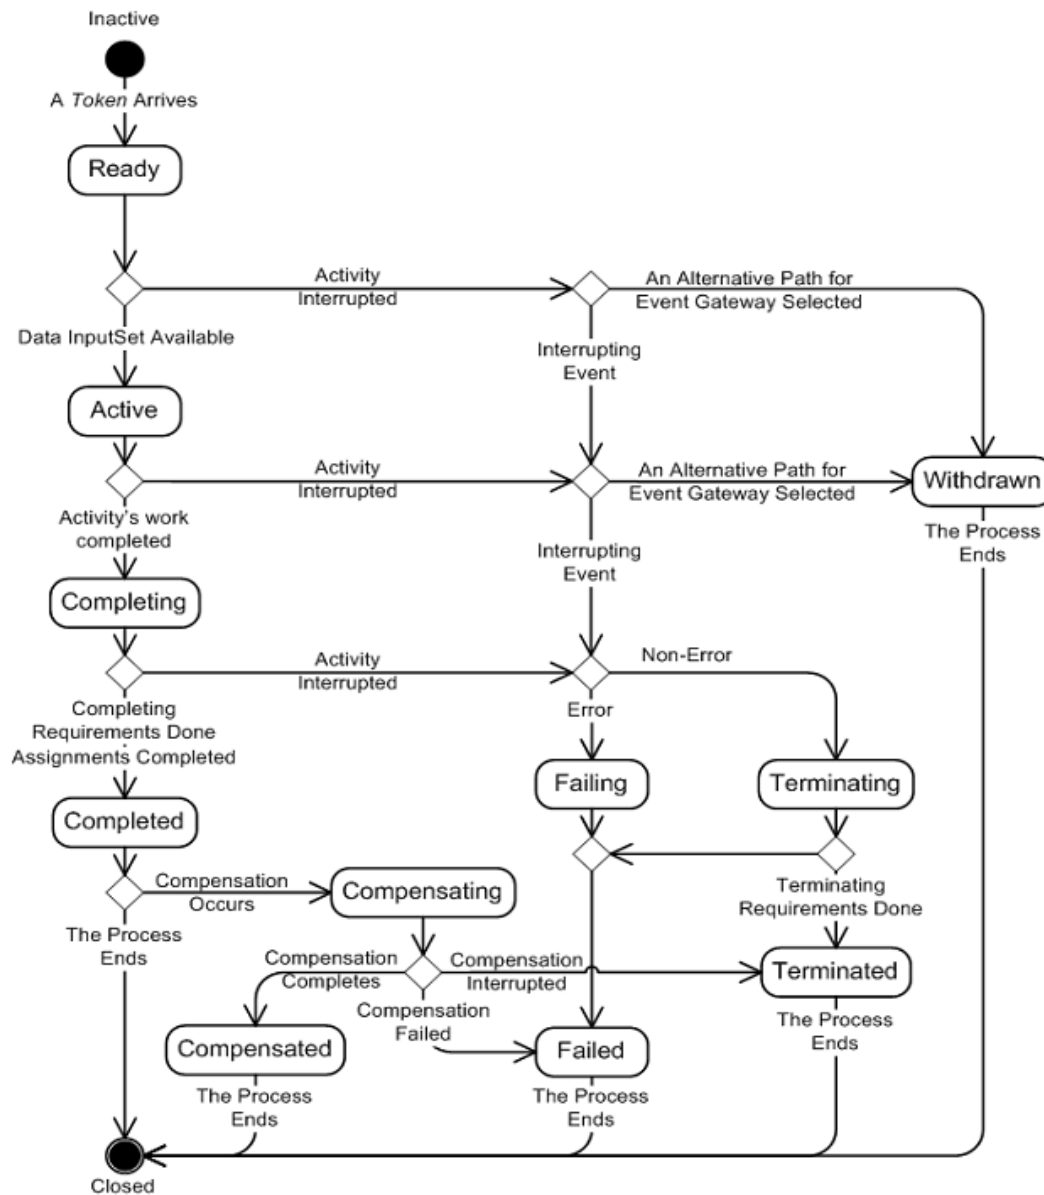 Inactive
A Token Arrives
Ready
Activity
Interrupted
An Alternative Path for
Event Gateway Selected
Data InputSet Available
Interrupting
Event
Active
Activity
Interrupted
An Alternative Path for
Event Gateway Selected
Withdrawn
Activity's work
completed
The Process
Ends
Interrupting
Event
Completing
Activity
Interrupted
Non-Error
Completing
Requirements Done
Assignments Completed
Error
Failing
Terminating
Completed
Compensation
Occurs
Compensating
Terminating
Requirements Done
The Process
Ends
Compensation
Completes
Compensation
Interrupted
Terminated
Compensation
Failed
The Process
Ends
Compensated
Failed
The Process
Ends
The Process
Ends
Closed